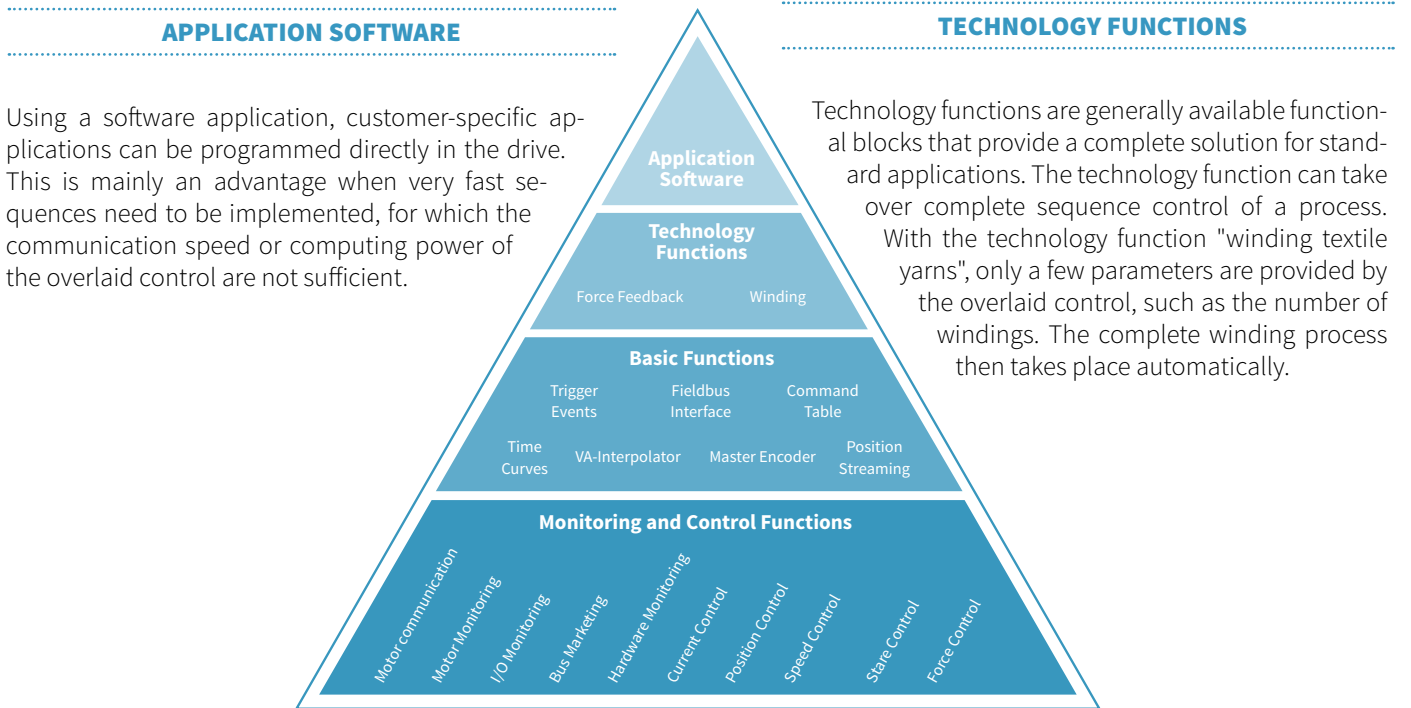 APPLICATION SOFTWARE
Using a software application, customer-specific ap-
plications can be programmed directly in the drive.
This is mainly an advantage when very fast se-
quences need to be implemented, for which the
communication speed or computing power of
the overlaid control are not sufficient.
TECHNOLOGY FUNCTIONS
Technology functions are generally available function-
al blocks that provide a complete solution for stand-
ard applications. The technology function can take
over complete sequence control of a process.
With the technology function "winding textile
yarns", only a few parameters are provided by
the overlaid control, such as the number of
windings. The complete winding process
then takes place automatically.
Application
Software
Technology
Functions
Force Feedback
Winding
Basic Functions
Trigger
Events
Fieldbus
Interface
Command
Table
Time
Curves
VA-Interpolator
Master Encoder
Position
Streaming
Monitoring and Control Functions
Motor communication
Motor Monitoring
I/O Monitoring
Bus Marketing
Hardware Monitoring
Current Control
Position Control
Speed Control
Stare Control
Force Control